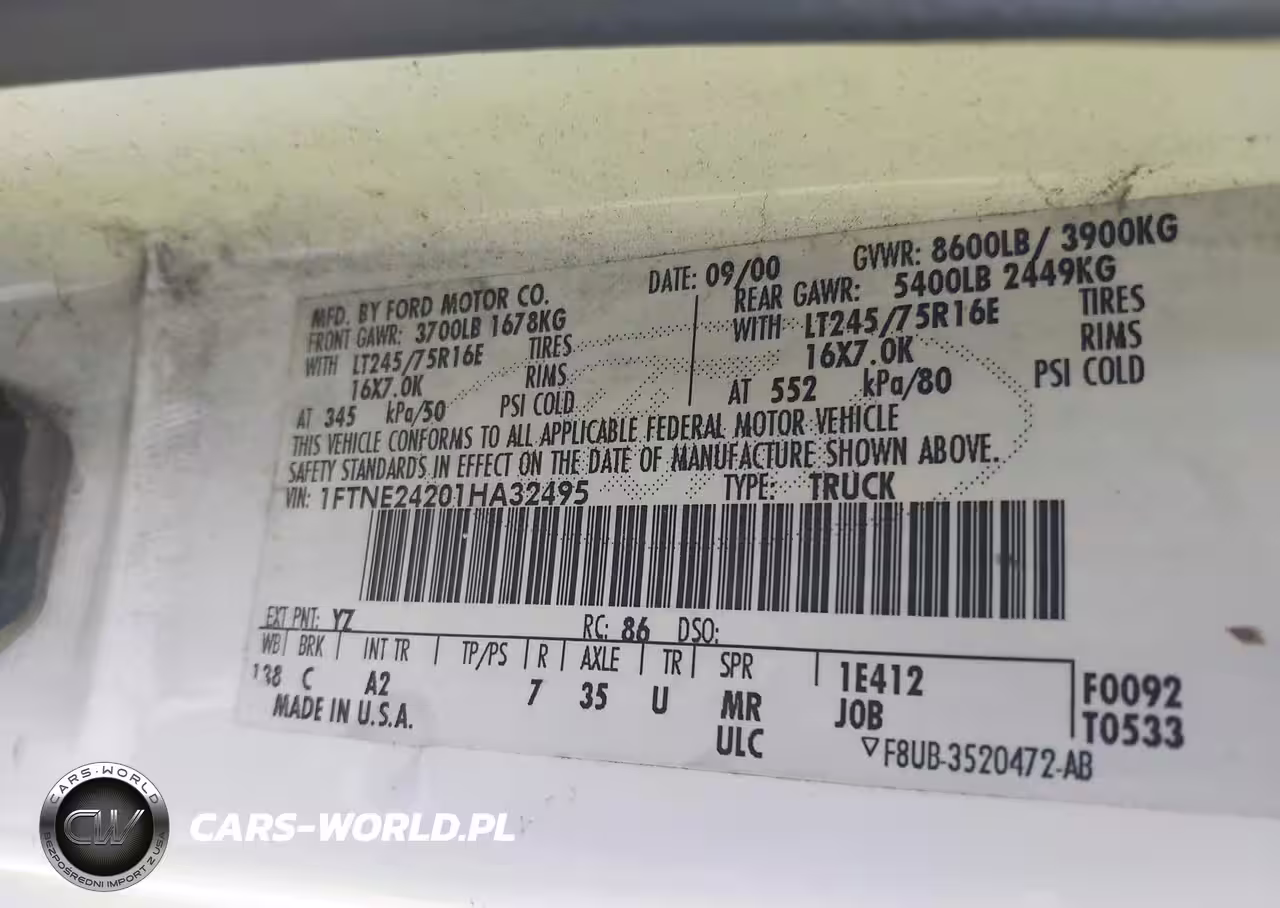 MFD. BY FORD MOTOR CO.
DATE: 09/00
GVWR: 8600LB/ 3900KG
FRONT GAWR: 3700LB 1678KG
WITH LT245/75R16E TIRES
16X7.0K RIMS
AT 345 kPa/50 PSI COLD
REAR GAWR: 5400LB 2449KG
WITH LT245/75R16E TIRES
16X7.0K RIMS
AT 552 kPa/80 PSI COLD
THIS VEHICLE CONFORMS TO ALL APPLICABLE FEDERAL MOTOR VEHICLE
SAFETY STANDARDS IN EFFECT ON THE DATE OF MANUFACTURE SHOWN ABOVE.
VIN: 1FTNE24201HA32495 TYPE: TRUCK
EXT PNT: YZ RC: 86 DSO:
WB BRK INT TR TP/PS R AXLE TR SPR 1E412 F0092
138 C A2 7 35 U MR JOB T0533
MADE IN U.S.A. ULC ▽F8UB-3520472-AB
CARS-WORLD
CW
BEZPOŚREDNI IMPORT Z USA
CARS-WORLD.PL